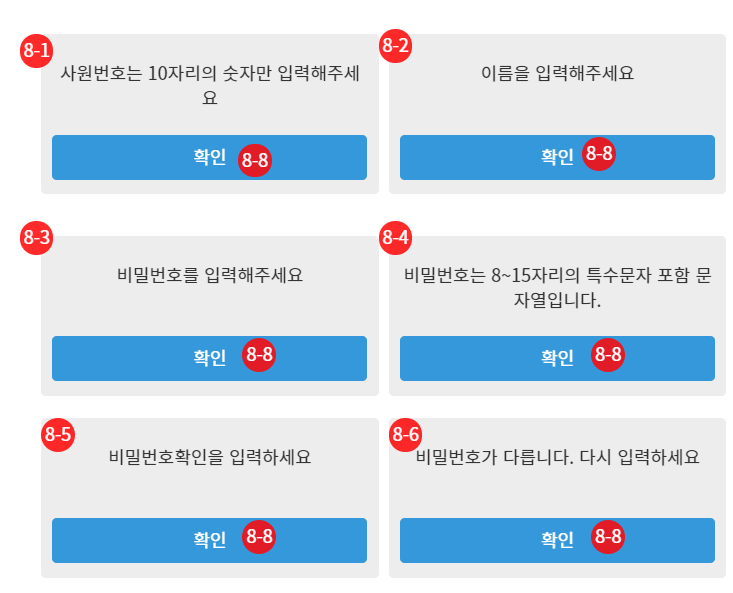 8-1
사원번호는 10자리의 숫자만 입력해주세
요
확인 8-8
8-2
이름을 입력해주세요
확인 8-8
8-3
비밀번호를 입력해주세요
확인 8-8
8-4
비밀번호는 8~15자리의 특수문자 포함 문
자열입니다.
확인 8-8
8-5
비밀번호확인을 입력하세요
확인 8-8
8-6
비밀번호가 다릅니다. 다시 입력하세요
확인 8-8